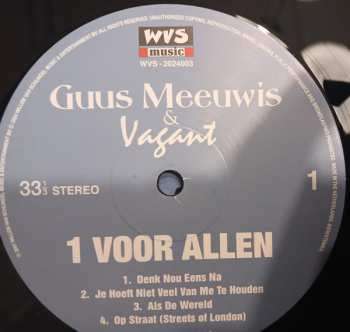 WVS
music
WVS - 2024003
Guus Meeuwis
&
Vagant
33⅓ STEREO
1
1 VOOR ALLEN
1. Denk Nou Eens Na
2. Je Hoeft Niet Veel Van Me Te Houden
3. Als De Wereld
4. Op Straat (Streets of London)